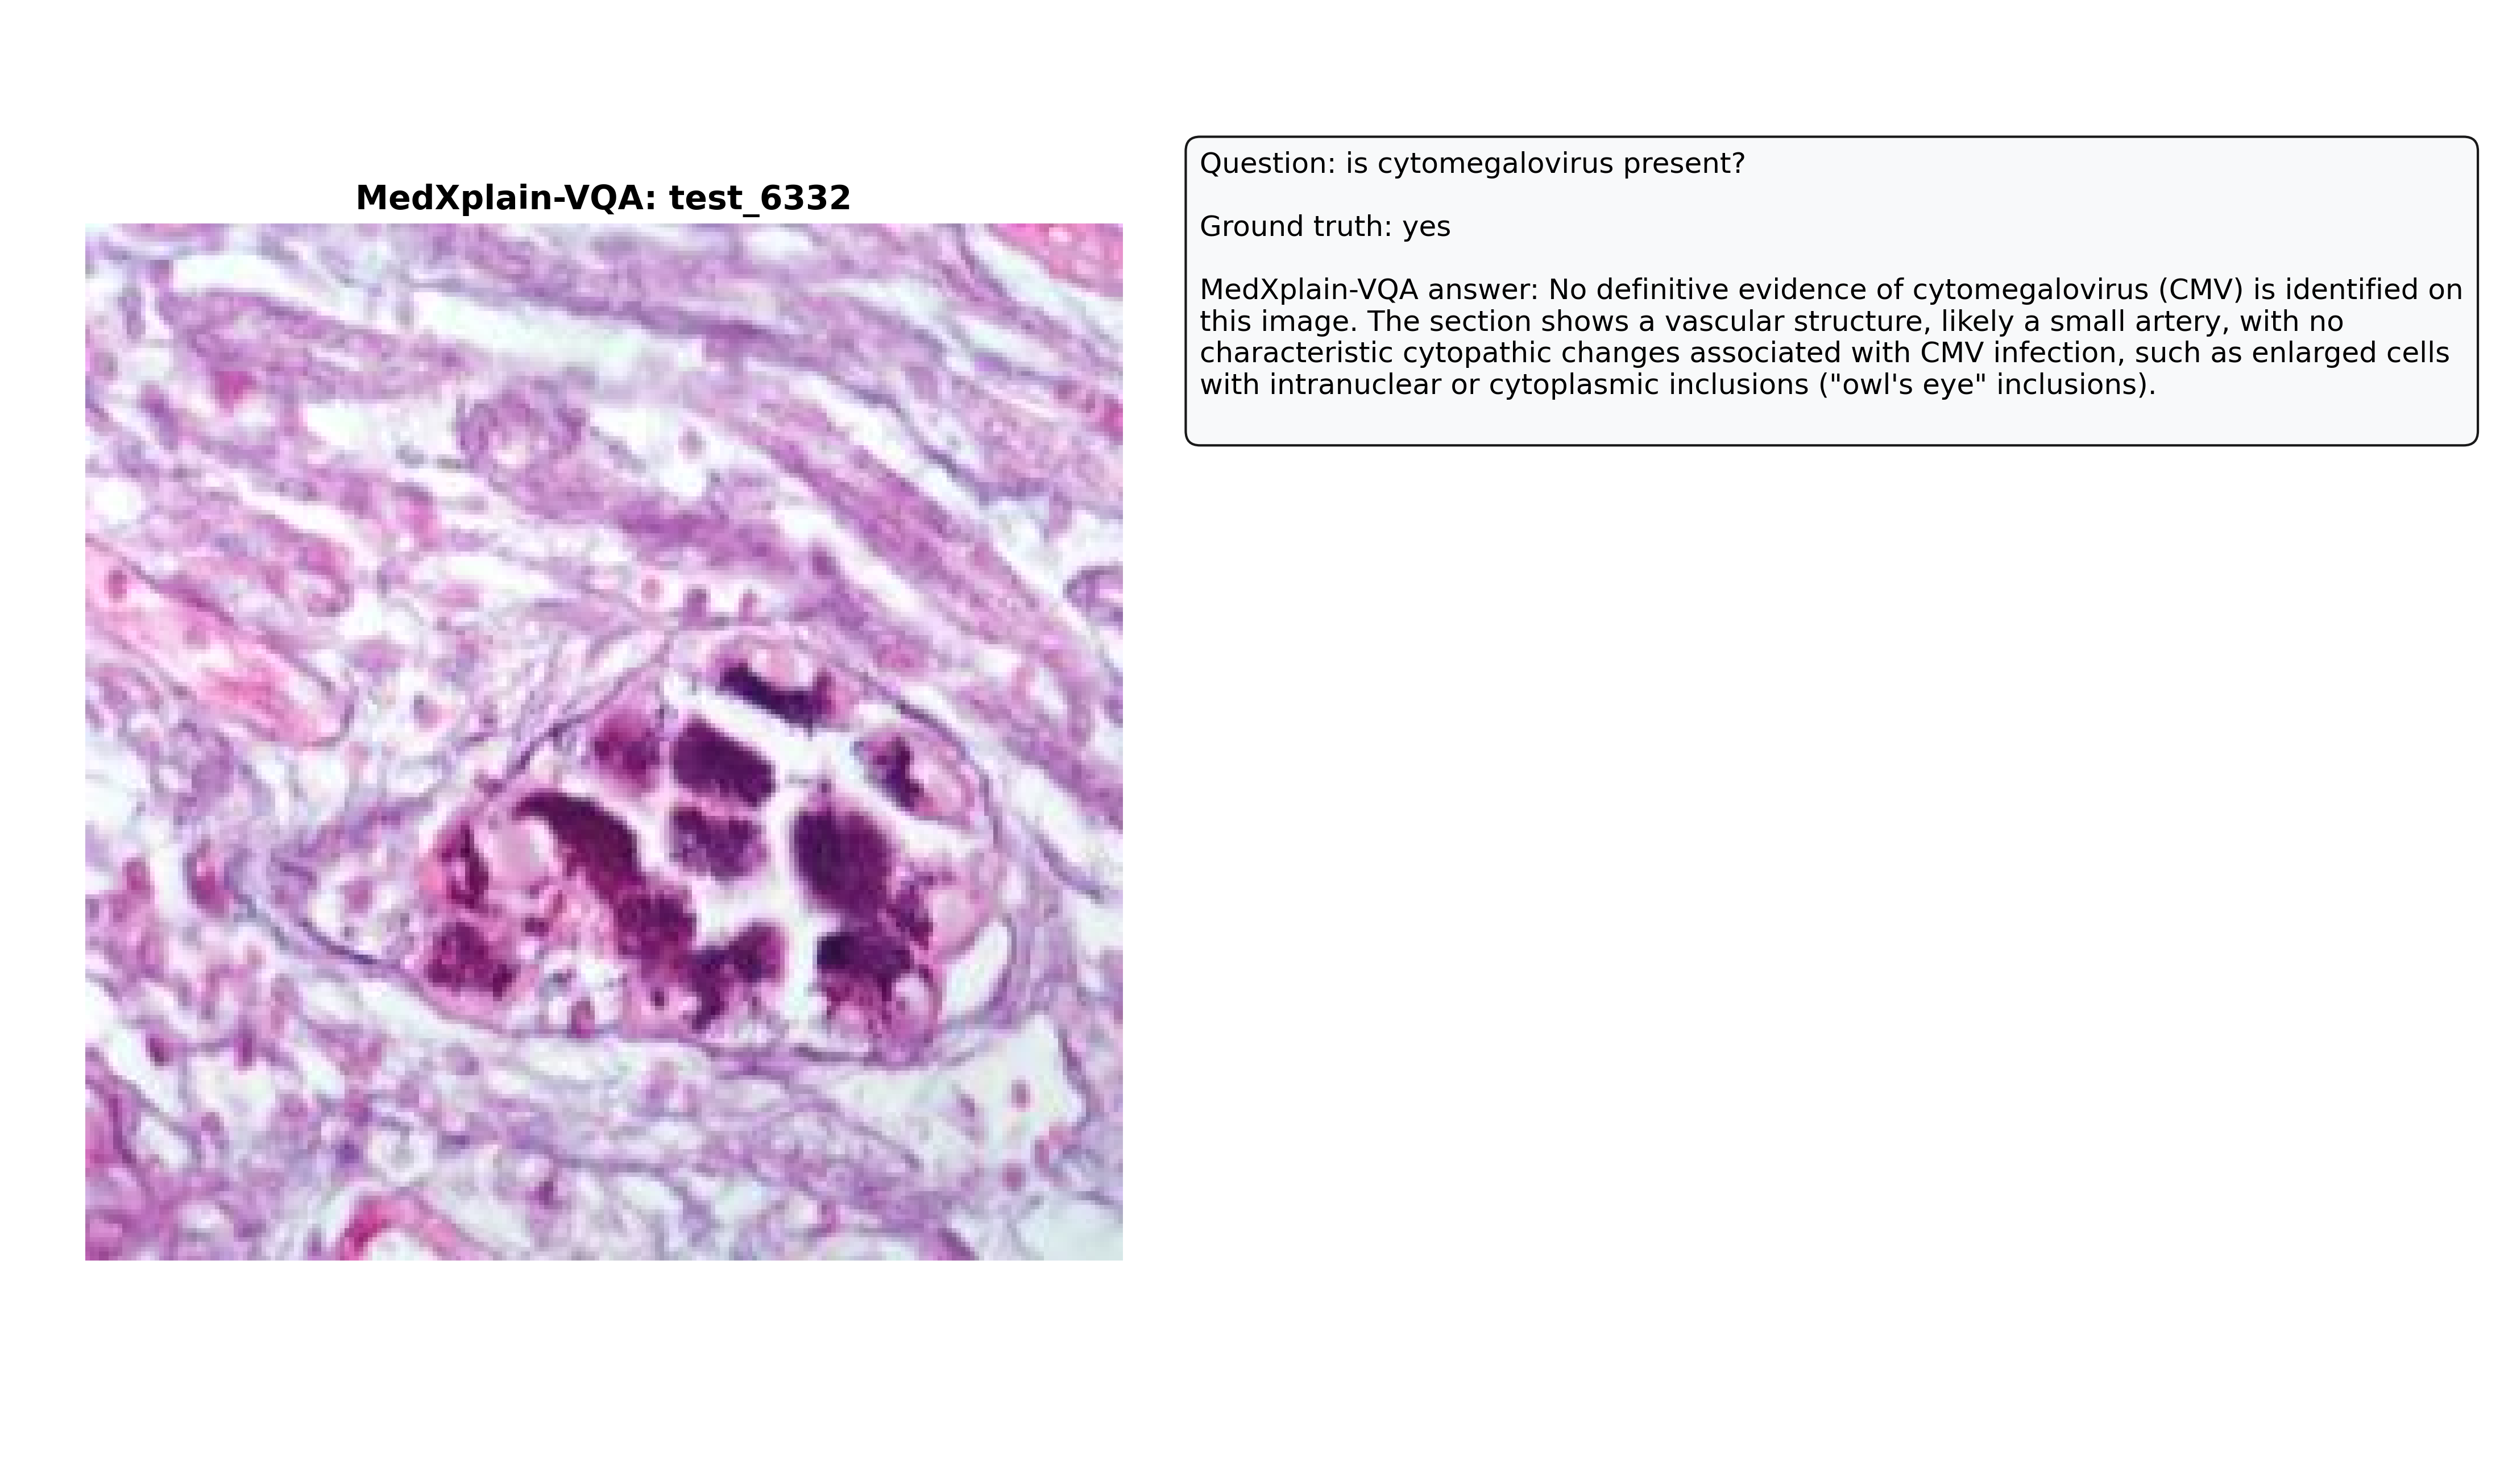 MedXplain-VQA: test_6332
Question: is cytomegalovirus present?
Ground truth: yes
MedXplain-VQA answer: No definitive evidence of cytomegalovirus (CMV) is identified on
this image. The section shows a vascular structure, likely a small artery, with no
characteristic cytopathic changes associated with CMV infection, such as enlarged cells
with intranuclear or cytoplasmic inclusions ("owl's eye" inclusions).